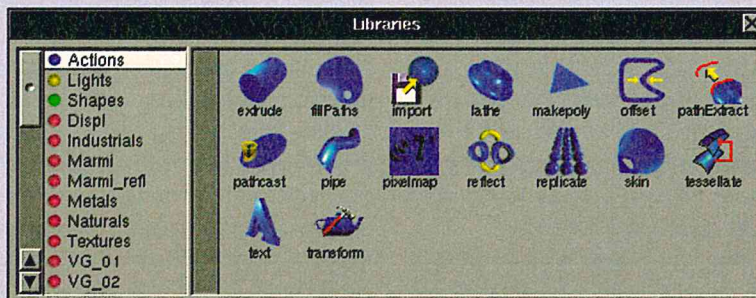 Libraries
Actions
Lights
Shapes
Displ
Industrials
Marmi
Marmi_refl
Metals
Naturals
Textures
VG_01
VG_02
extrude fillPaths import lathe makepoly offset pathExtract
pathcast pipe pixelmap reflect replicate skin tessellate
text transform